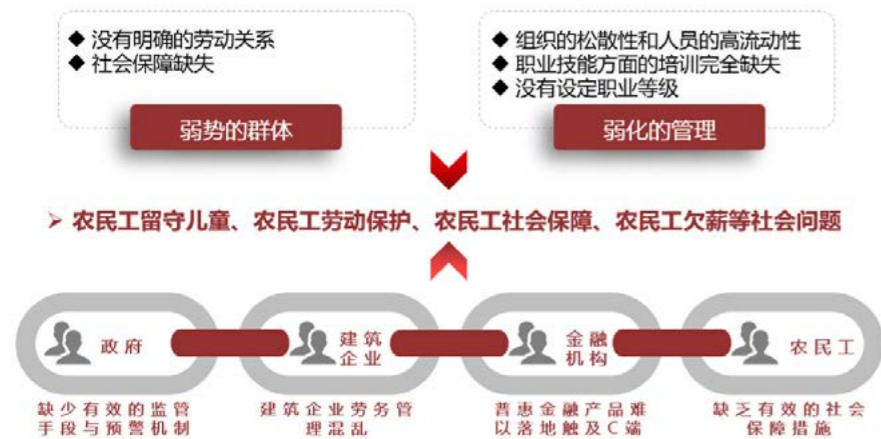 ◆ 没有明确的劳动关系
◆ 社会保障缺失
弱势的群体
◆ 组织的松散性和人员的高流动性
◆ 职业技能方面的培训完全缺失
◆ 没有设定职业等级
弱化的管理
➢ 农民工留守儿童、农民工劳动保护、农民工社会保障、农民工欠薪等社会问题
政府
缺少有效的监管
手段与预警机制
建筑
企业
建筑企业劳务管
理混乱
金融
机构
普惠金融产品难
以落地触及C端
农民工
缺乏有效的社会
保障措施